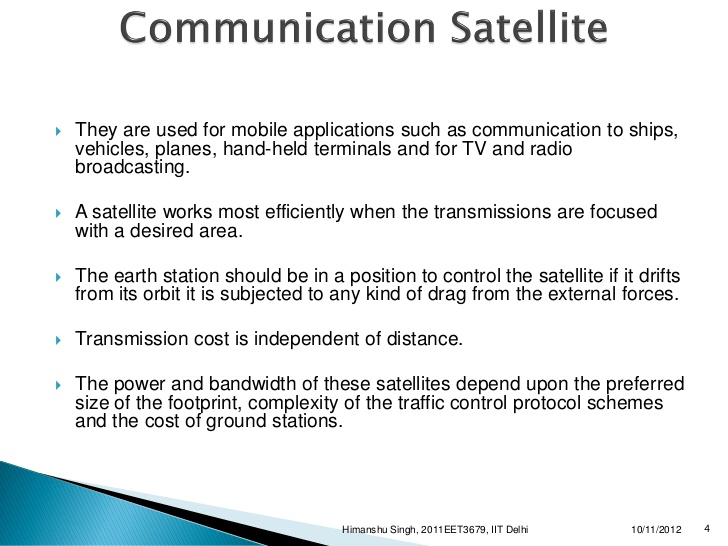 Communication Satellite
They are used for mobile applications such as communication to ships,
vehicles, planes, hand-held terminals and for TV and radio
broadcasting.
A satellite works most efficiently when the transmissions are focused
with a desired area.
The earth station should be in a position to control the satellite if it drifts
from its orbit it is subjected to any kind of drag from the external forces.
Transmission cost is independent of distance.
The power and bandwidth of these satellites depend upon the preferred
size of the footprint, complexity of the traffic control protocol schemes
and the cost of ground stations.
Himanshu Singh, 2011EET3679, IIT Delhi 10/11/2012 4